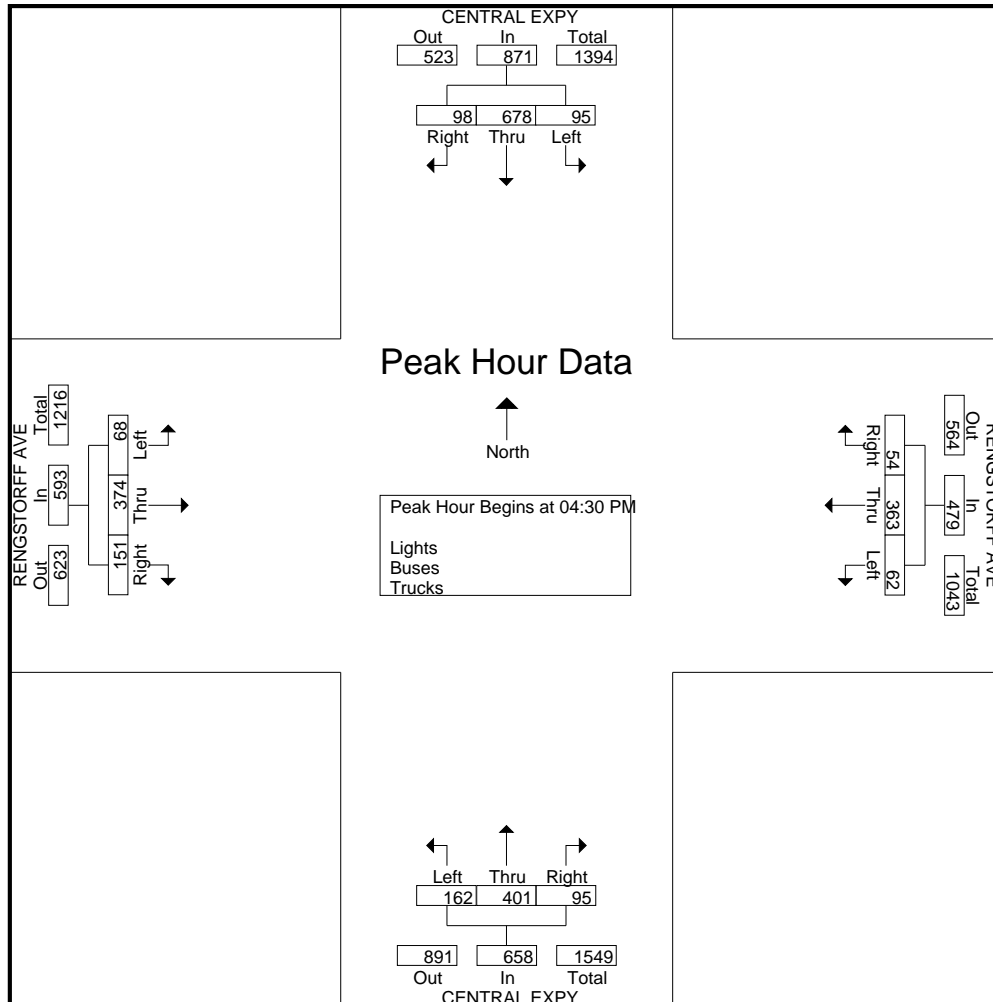 CENTRAL EXPY
Out In Total
523 871 1394
98 678 95
Right Thru Left
Peak Hour Data
North
Peak Hour Begins at 04:30 PM
Lights
Buses
Trucks
RENGSTORFF AVE
Total In Out
1216 593 623
68 374 151
Left Thru Right
RENGSTORFF AVE
Out In Total
564 479 1043
54 363 62
Right Thru Left
Left Thru Right
162 401 95
891 658 1549
Out In Total
CENTRAL EXPY